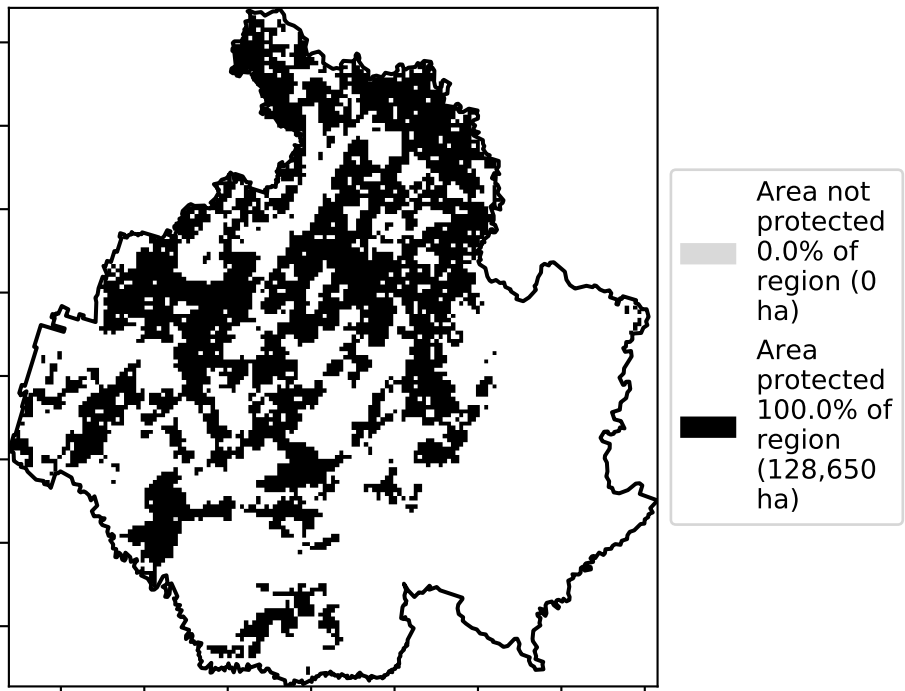 Area not
protected
0.0% of
region (0
ha)
Area
protected
100.0% of
region
(128,650
ha)